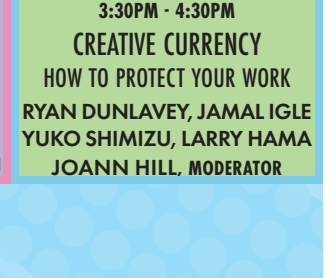 3:30PM - 4:30PM
CREATIVE CURRENCY
HOW TO PROTECT YOUR WORK
RYAN DUNLAVEY, JAMAL IGLE
YUKO SHIMIZU, LARRY HAMA
JOANN HILL, MODERATOR